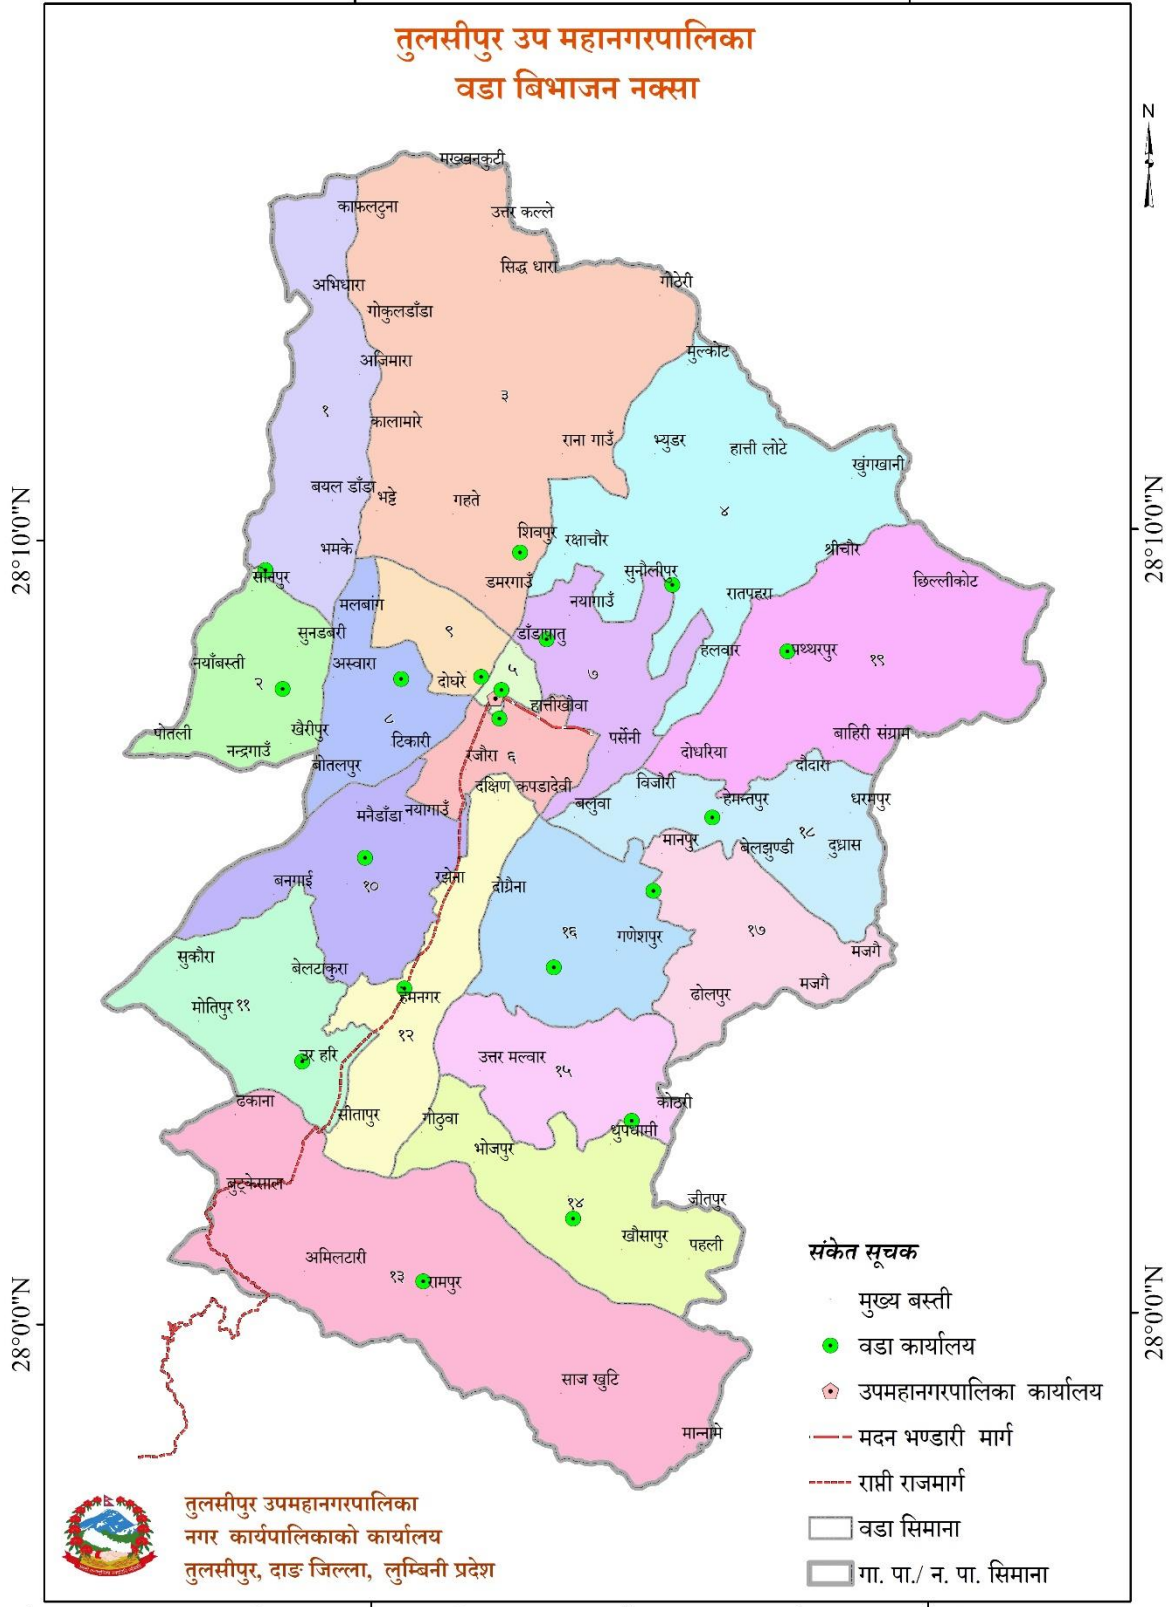 तुलसीपुर उप महानगरपालिका
वडा बिभाजन नक्सा
N
मख्खनकुटी
काफलटुना
उत्तर कल्ले
सिद्ध धारा
गौठेरी
अभिधारा
गोकुलडाँडा
मुल्कोट
अजिमारा
३
१
कालामारे
राना गाउँ
भ्युडर
हात्ती लोटे
खुंगखानी
बयल डाँडा
भट्टे
गहते
४
28°10'0"N
28°10'0"N
शिवपुर
रक्षाचौर
भमके
श्रीचौर
सोनपुर
डमरगाउँ
सुनौलीपुर
छिल्लीकोट
मलबांग
नयागाउँ
रातपहरा
सुनडबरी
९
डाँडापातु
नयाँबस्ती
अस्वारा
५
हलवार
पथ्थरपुर
१९
२
दोघरे
७
हात्तीखौवा
८
पोतली
खैरीपुर
टिकारी
पर्सेनी
बाहिरी संग्राम
नन्द्रगाउँ
रजौरा
६
दोधरिया
बोतलपुर
दक्षिण कपडादेवी
विजौरी
दौदारा
मनैडाँडा
नयागाउँ
बलुवा
हेमन्तपुर
धरमपुर
१८
मानपुर
बेलझुण्डी
दुध्रास
बनगाई
१०
रझेना
दोग्रैना
१६
गणेशपुर
१७
सुकौरा
बेलटाकुरा
मजगै
मजगै
मोतिपुर ११
हेमनगर
ढोलपुर
१२
उर हरि
उत्तर मल्वार
१५
ढकाना
सीतापुर
गोठुवा
कोठरी
थुपधामी
भोजपुर
बुट्केसाल
१४
जीतपुर
खौसापुर
पहली
अमिलटारी
१३
रामपुर
28°0'0"N
28°0'0"N
साज खुटि
मान्नामे
संकेत सूचक
मुख्य बस्ती
वडा कार्यालय
उपमहानगरपालिका कार्यालय
मदन भण्डारी मार्ग
राप्ती राजमार्ग
वडा सिमाना
गा. पा./ न. पा. सिमाना
तुलसीपुर उपमहानगरपालिका
नगर कार्यपालिकाको कार्यालय
तुलसीपुर, दाङ जिल्ला, लुम्बिनी प्रदेश